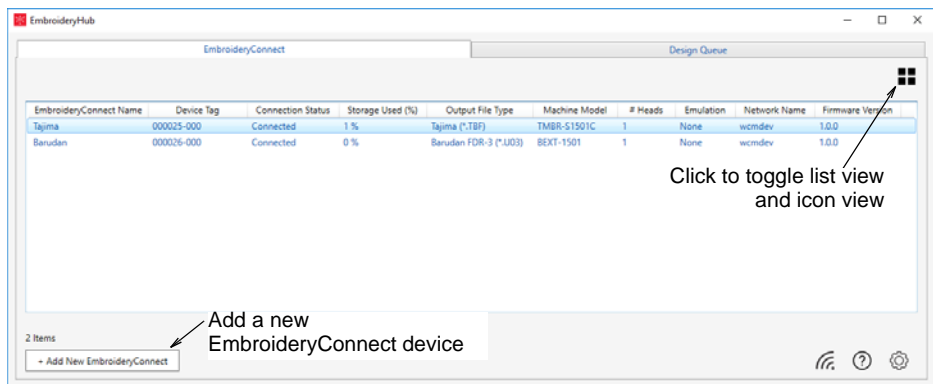 EmbroideryHub
EmbroideryConnect Design Queue
EmbroideryConnect Name Device Tag Connection Status Storage Used (%) Output File Type Machine Model # Heads Emulation Network Name Firmware Version
Tajima 000025-000 Connected 1 % Tajima (*.TBF) TMBR-S1501C 1 None wcmdev 1.0.0
Barudan 000026-000 Connected 0 % Barudan FDR-3 (*.U03) BEXT-1501 1 None wcmdev 1.0.0
Click to toggle list view
and icon view
Add a new
EmbroideryConnect device
2 Items
+ Add New EmbroideryConnect